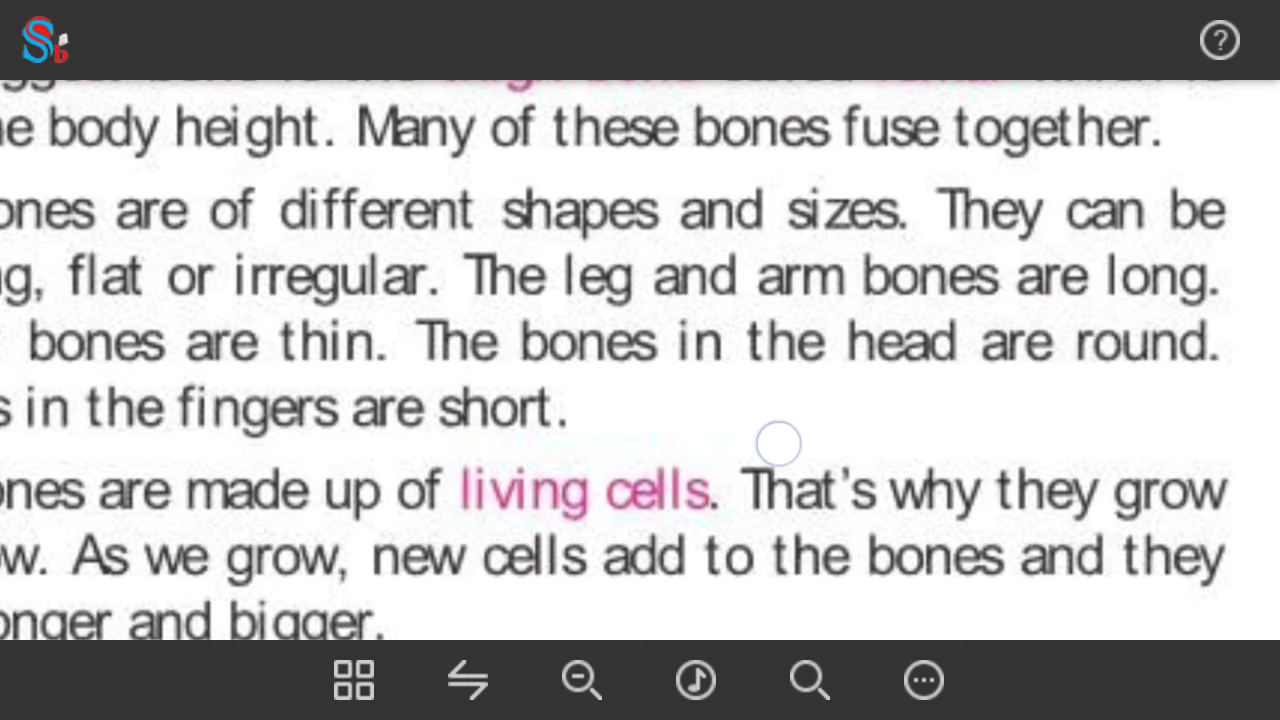 e body height. Many of these bones fuse together.
ones are of different shapes and sizes. They can be
g, flat or irregular. The leg and arm bones are long.
bones are thin. The bones in the head are round.
s in the fingers are short.
ones are made up of living cells. That's why they grow
w. As we grow, new cells add to the bones and they
onger and bigger.